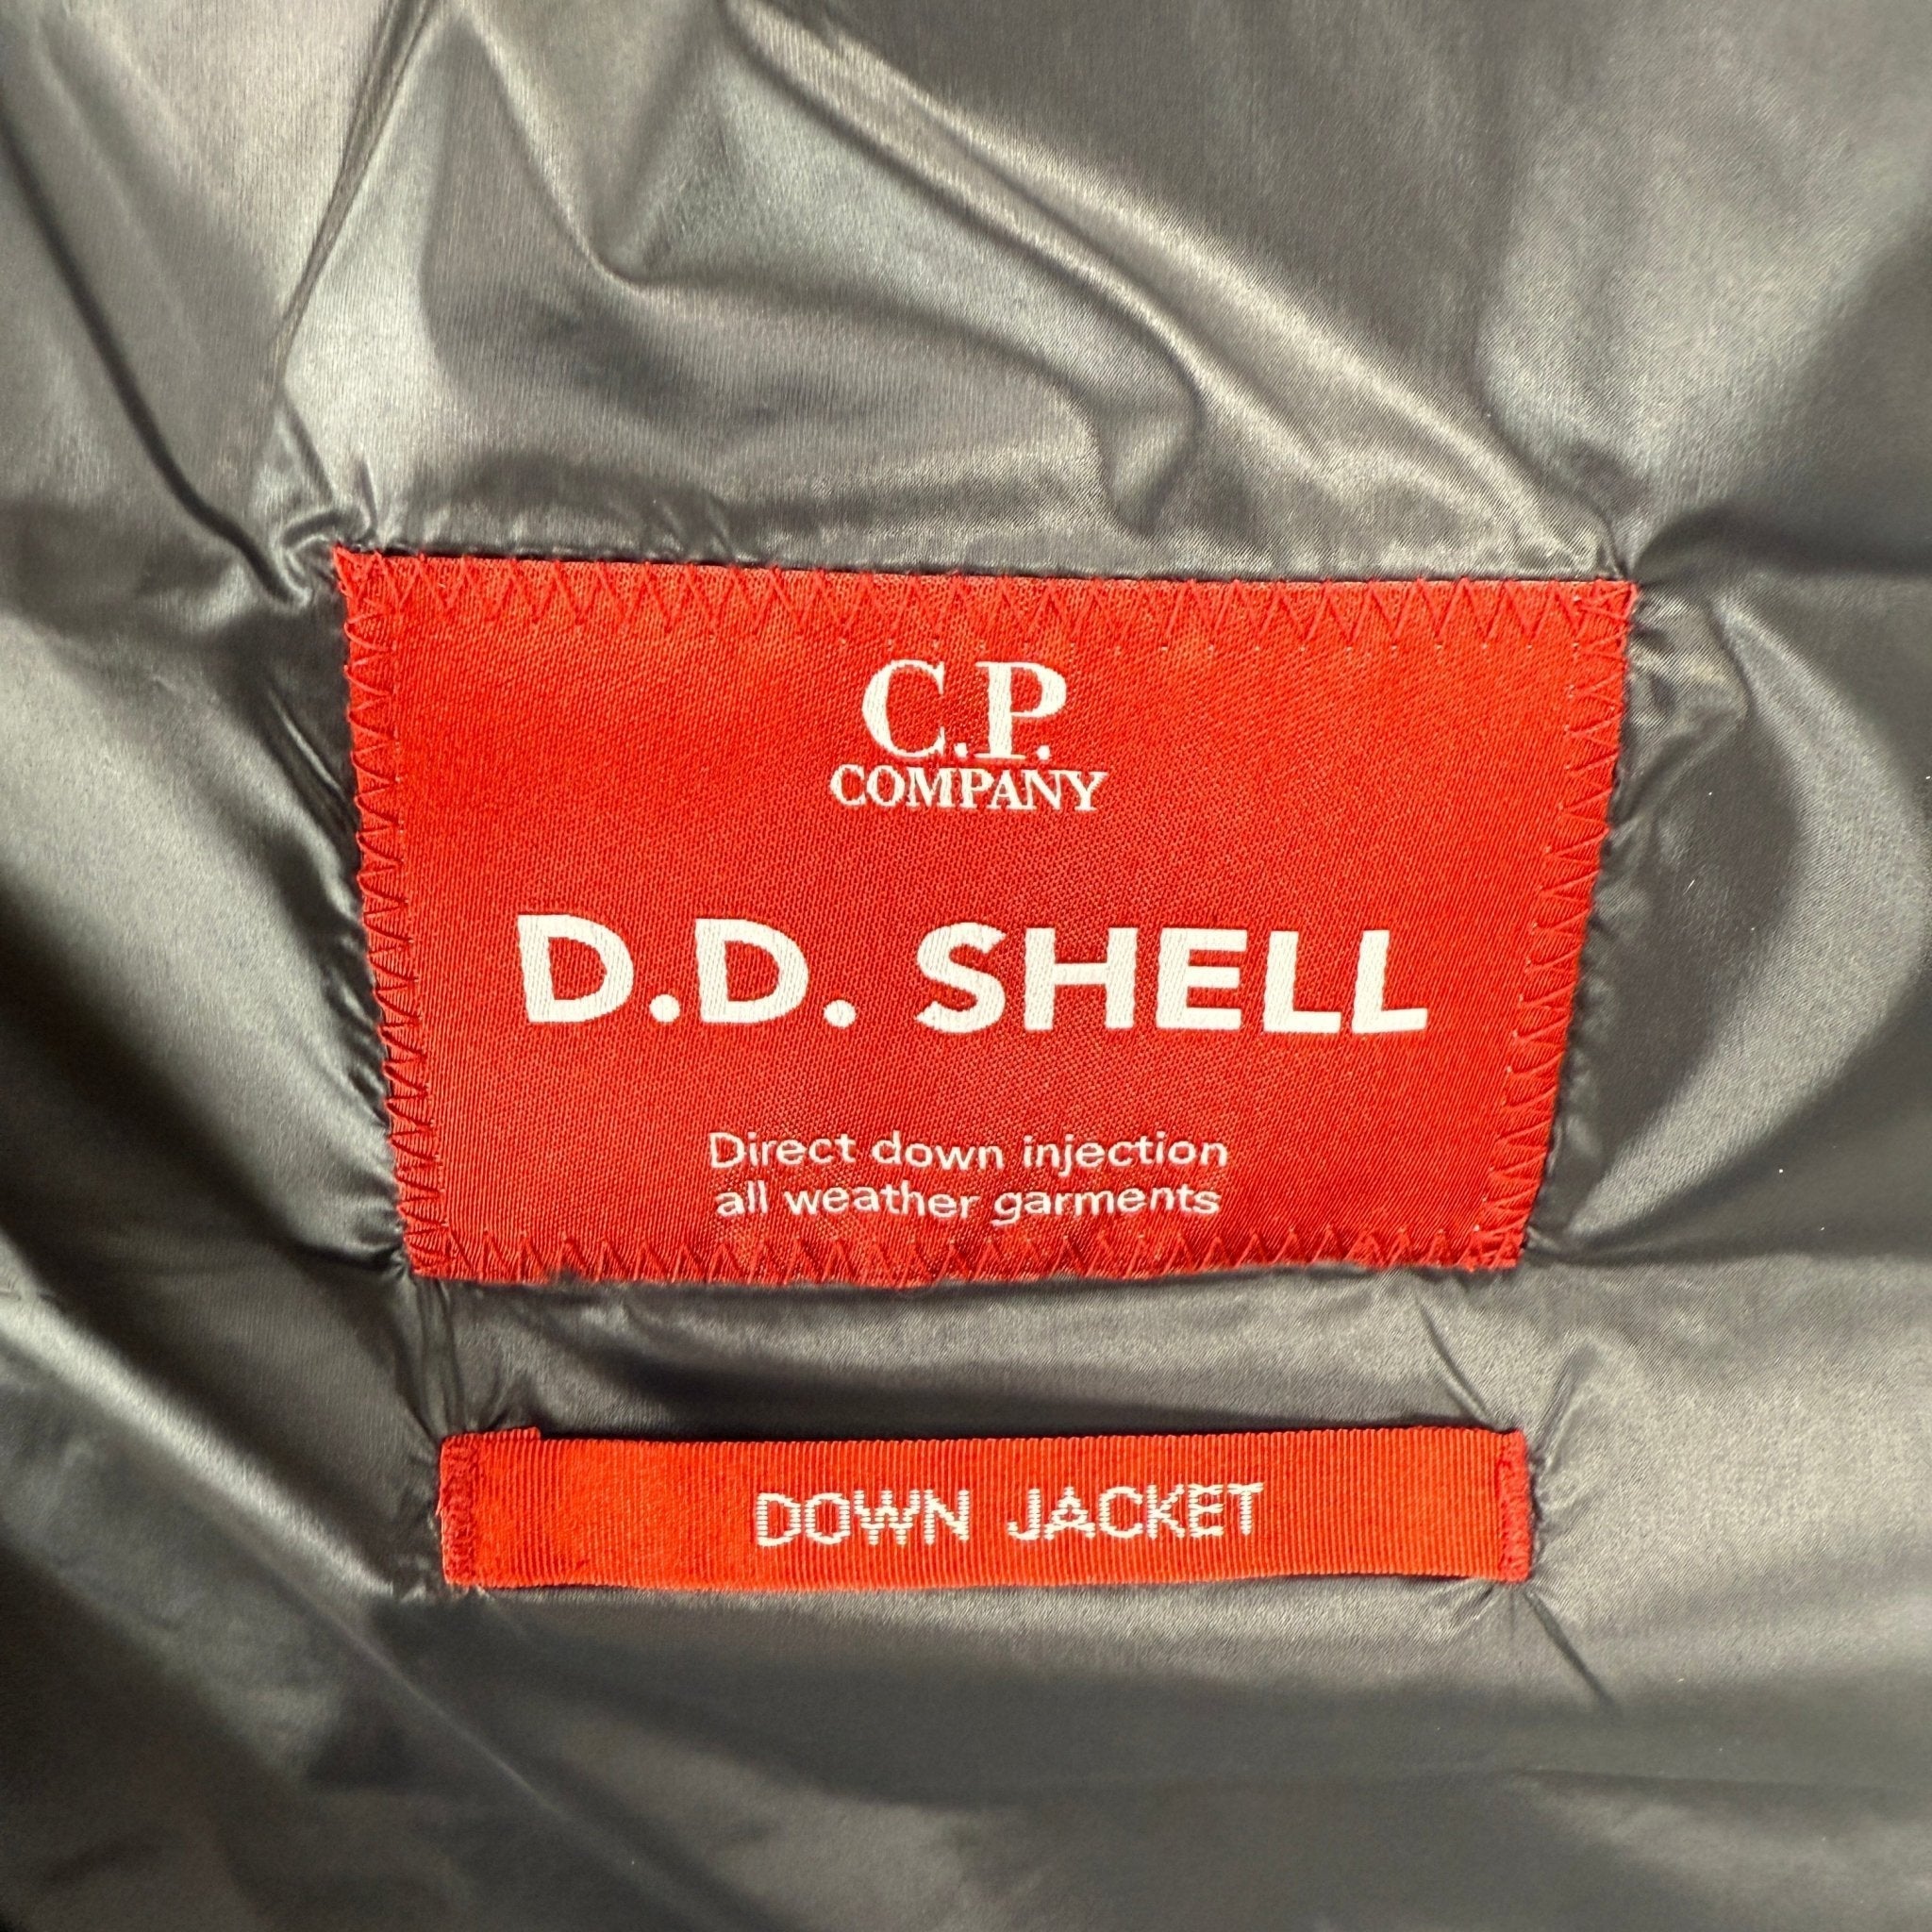 C.P.
COMPANY
D.D. SHELL
Direct down injection
all weather garments
DOWN JACKET